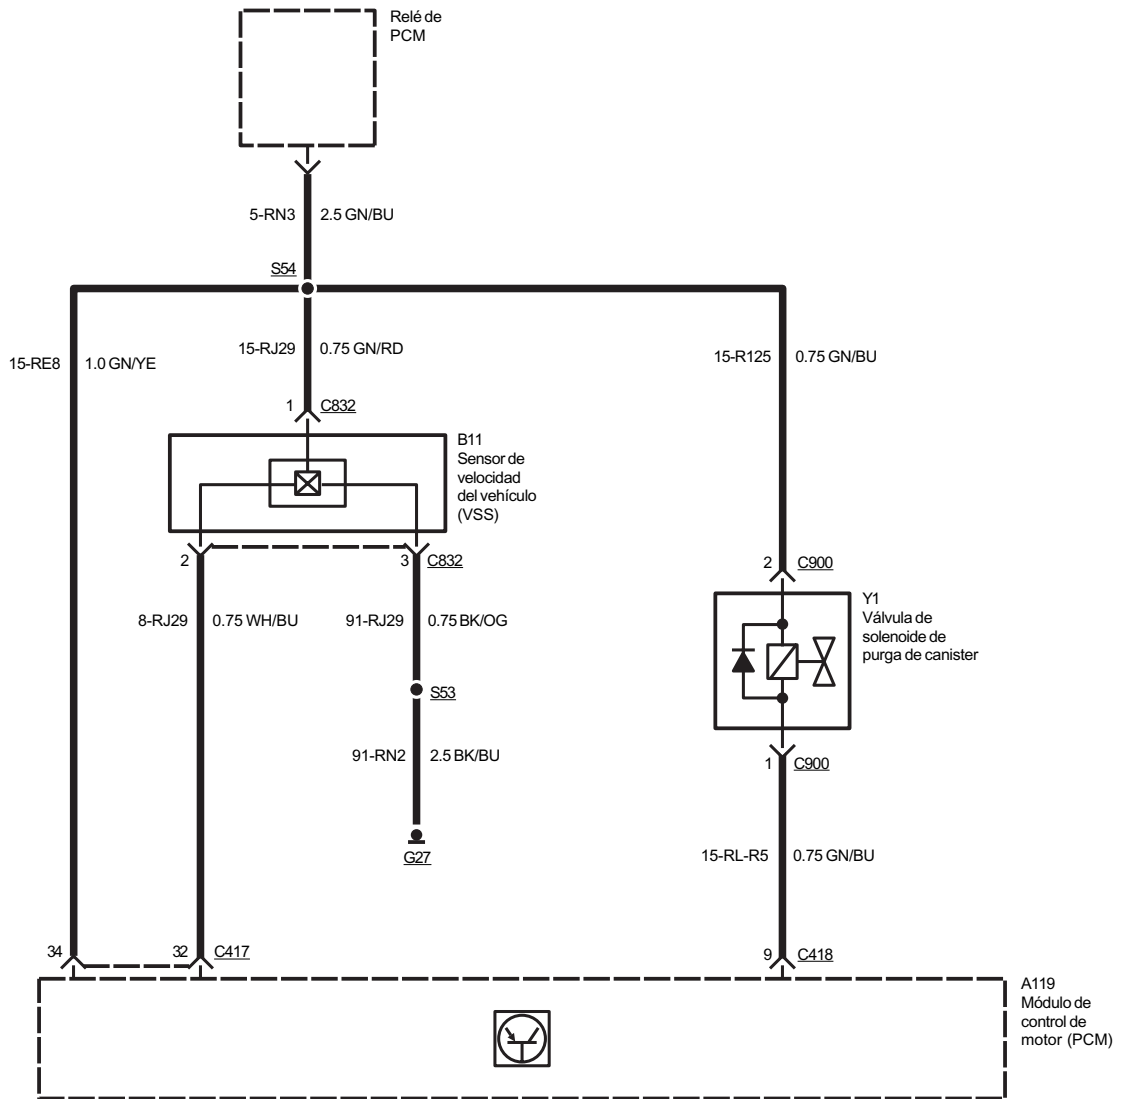 Relé de
PCM
5-RN3 2.5 GN/BU
S54
15-RE8 1.0 GN/YE
15-RJ29 0.75 GN/RD
15-R125 0.75 GN/BU
1 C832
B11
Sensor de
velocidad
del vehículo
(VSS)
2 3 C832
2 C900
8-RJ29 0.75 WH/BU
91-RJ29 0.75 BK/OG
Y1
Válvula de
solenoide de
purga de canister
S53
91-RN2 2.5 BK/BU
1 C900
G27
15-RL-R5 0.75 GN/BU
34 32 C417
9 C418
A119
Módulo de
control de
motor (PCM)